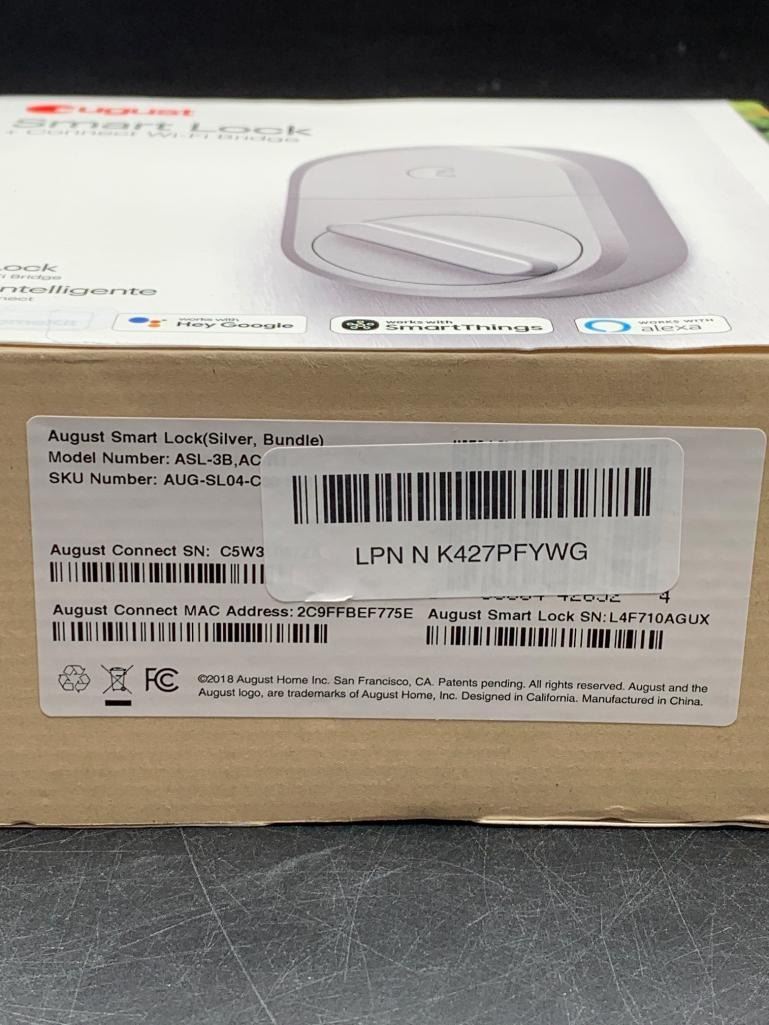 august
Smart Lock
+ Connect Wi-Fi Bridge
Lock
Fi Bridge
ntelligente
nect
omeKit
works with
Hey Google
works with
SmartThings
WORKS WITH
alexa
August Smart Lock(Silver, Bundle)
Model Number: ASL-3B,AC
SKU Number: AUG-SL04-C
LPN N K427PFYWG
August Connect SN: C5W3
4
August Connect MAC Address: 2C9FFBEF775E
August Smart Lock SN: L4F710AGUX
FC
©2018 August Home Inc. San Francisco, CA. Patents pending. All rights reserved. August and the
August logo, are trademarks of August Home, Inc. Designed in California. Manufactured in China.